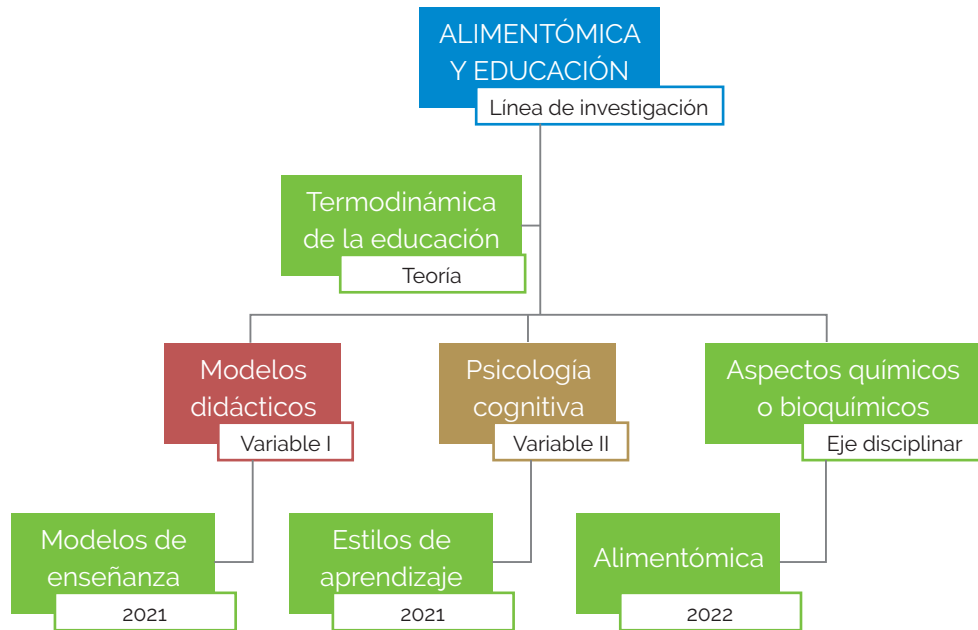 ALIMENTÓMICA
Y EDUCACIÓN
Línea de investigación
Termodinámica
de la educación
Teoría
Modelos
didácticos
Variable I
Psicología
cognitiva
Variable II
Aspectos químicos
o bioquímicos
Eje disciplinar
Modelos de
enseñanza
2021
Estilos de
aprendizaje
2021
Alimentómica
2022